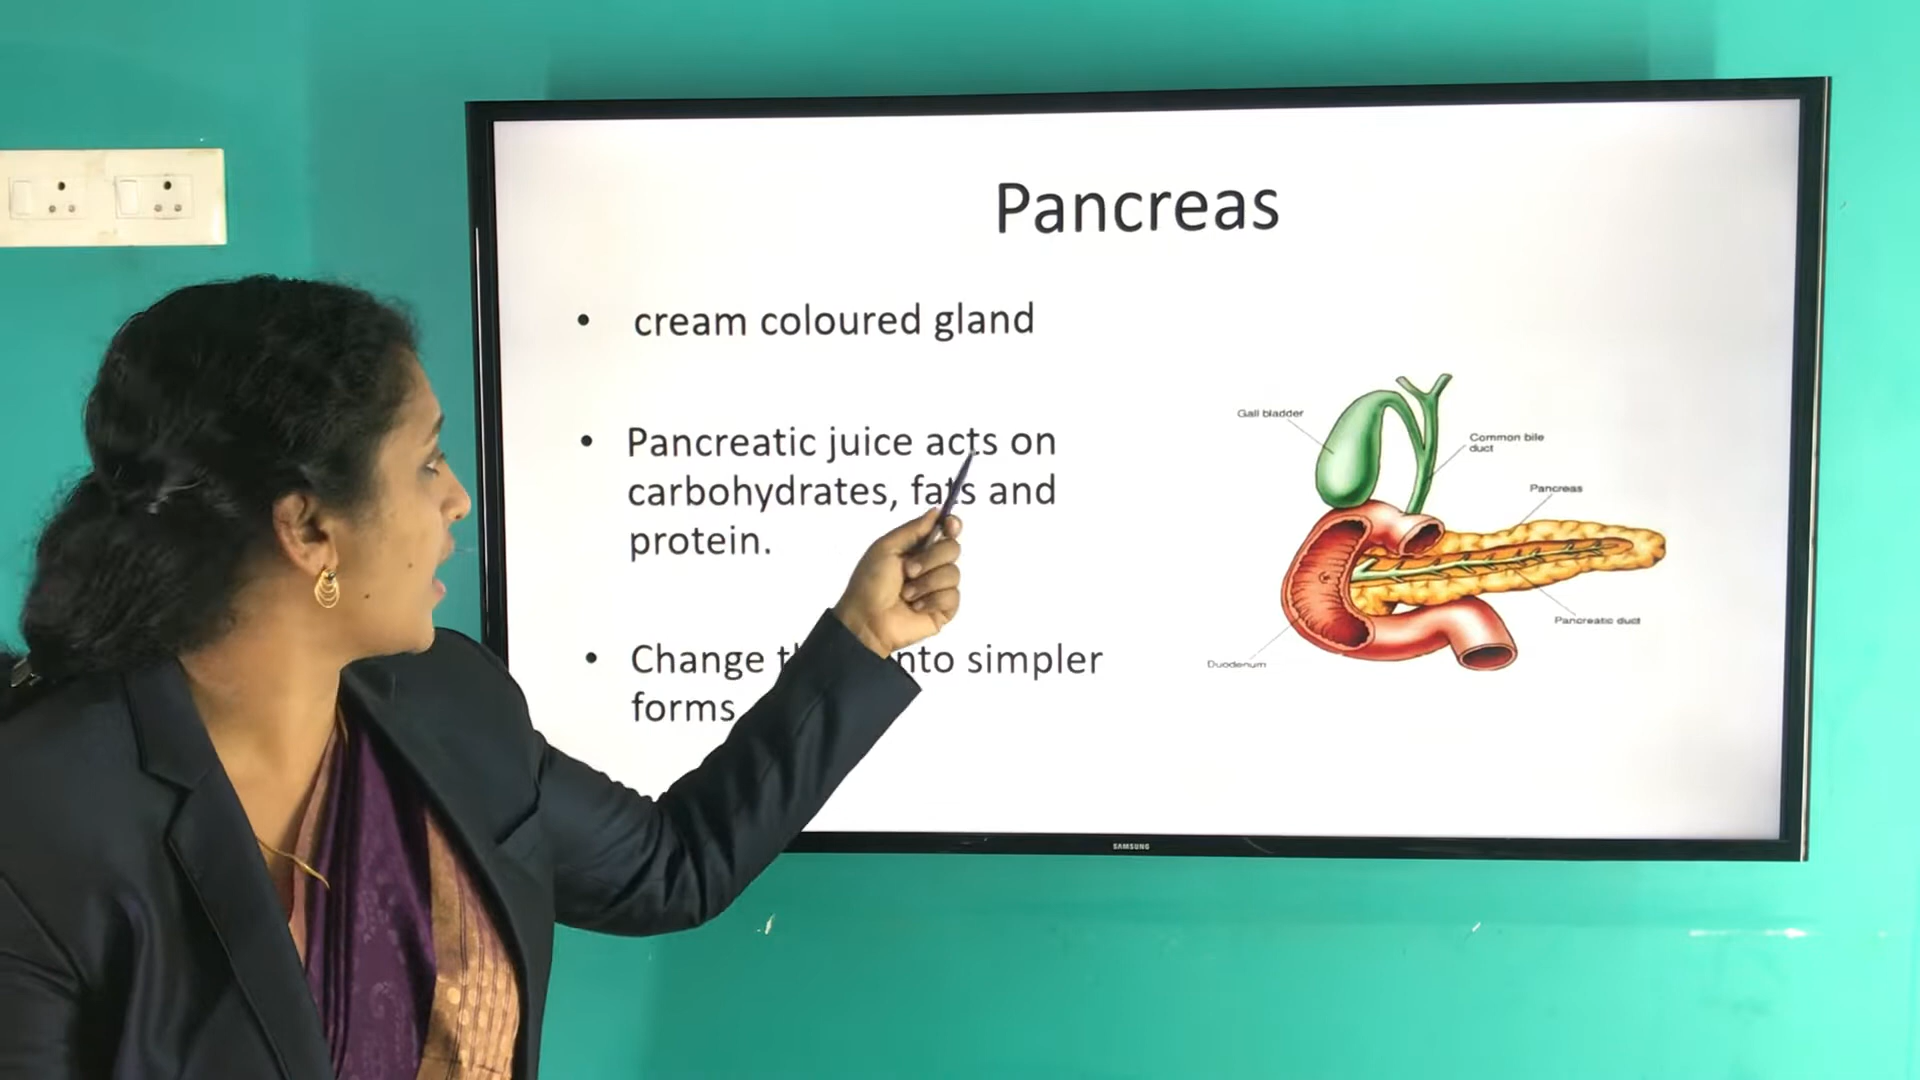 Pancreas
• cream coloured gland
• Pancreatic juice acts on
carbohydrates, fats and
protein.
• Change into simpler
forms
Gall bladder
Common bile
duct
Pancreas
Pancreatic duct
Duodenum
SAMSUNG